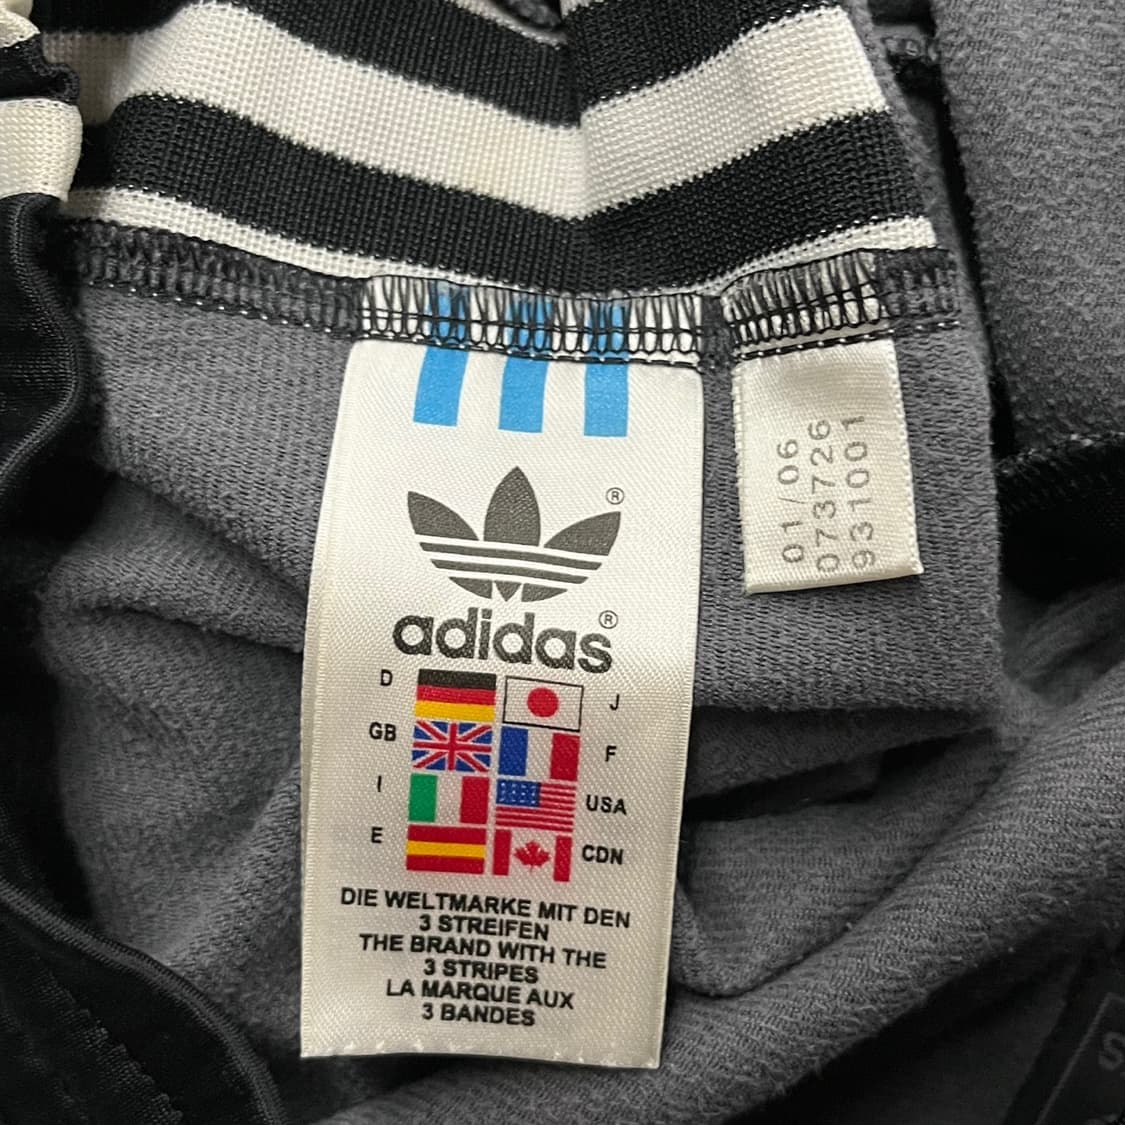 ®
adidas®
D J
GB F
I USA
E CDN
DIE WELTMARKE MIT DEN
3 STREIFEN
THE BRAND WITH THE
3 STRIPES
LA MARQUE AUX
3 BANDES
01/06
073726
931001